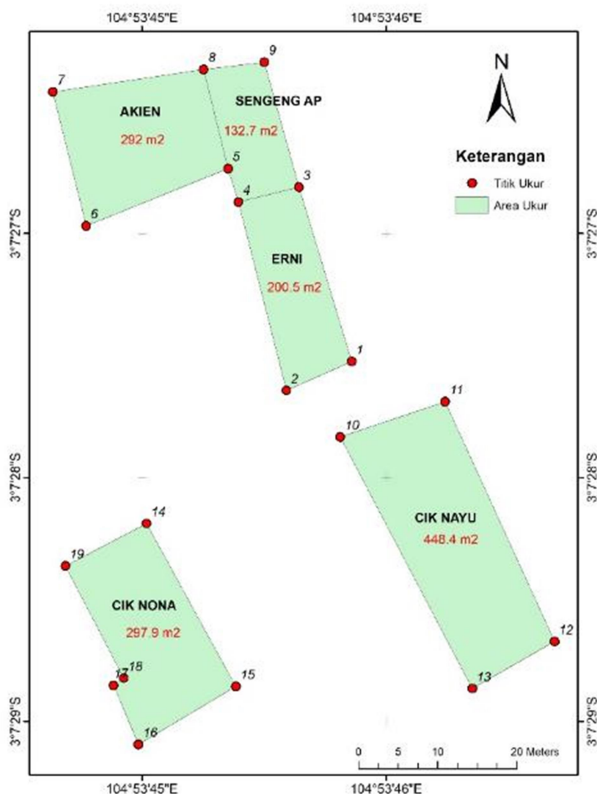 104°53'45"E
104°53'46"E
9
8
7
N
SENGENG AP
AKIEN
132.7 m2
292 m2
Keterangan
5
3
Titik Ukur
4
Area Ukur
6
3°7'27"S
3°7'27"S
ERNI
200.5 m2
1
2
11
10
3°7'28"S
3°7'28"S
14
CIK NAYU
448.4 m2
19
CIK NONA
297.9 m2
12
18
17
15
13
3°7'29"S
3°7'29"S
16
0 5 10 20 Meters
104°53'45"E
104°53'46"E